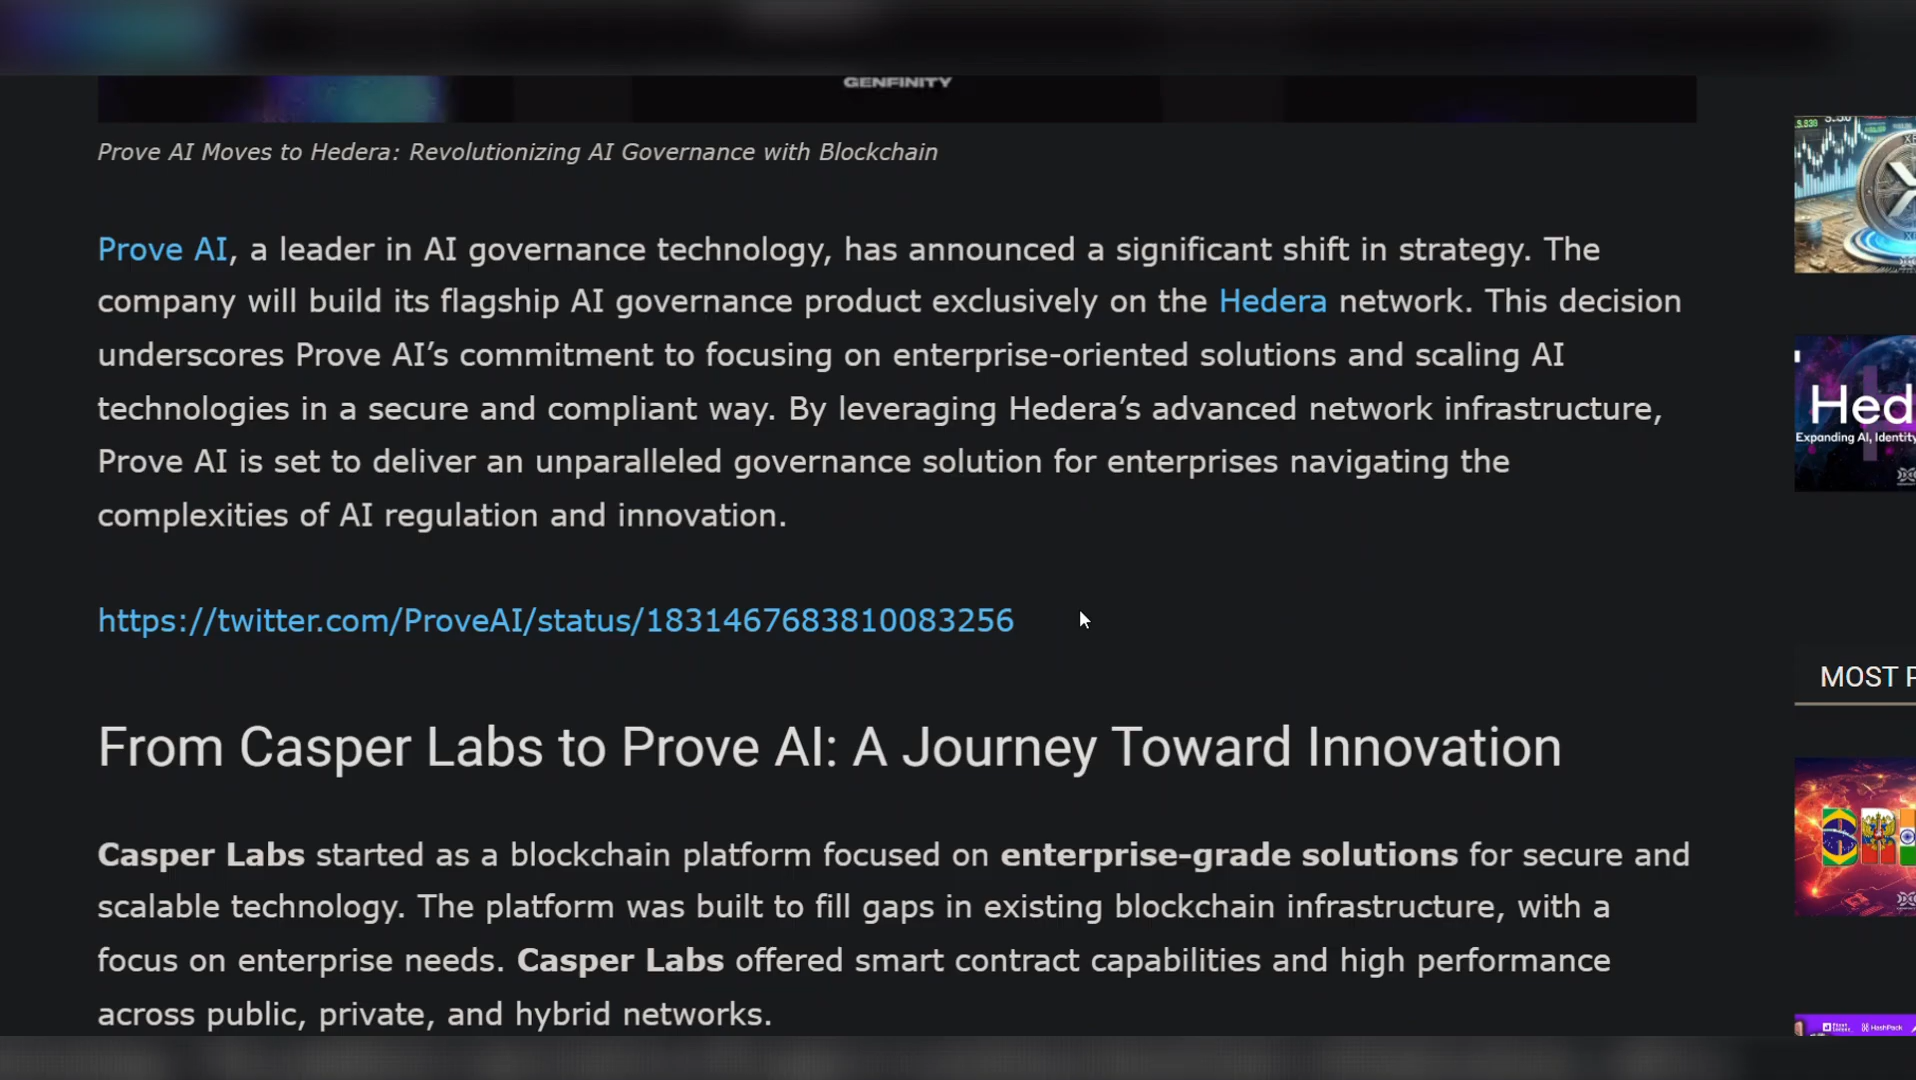 GENFINITY
Prove AI Moves to Hedera: Revolutionizing AI Governance with Blockchain
Prove AI, a leader in AI governance technology, has announced a significant shift in strategy. The
company will build its flagship AI governance product exclusively on the Hedera network. This decision
underscores Prove AI’s commitment to focusing on enterprise-oriented solutions and scaling AI
technologies in a secure and compliant way. By leveraging Hedera’s advanced network infrastructure,
Prove AI is set to deliver an unparalleled governance solution for enterprises navigating the
complexities of AI regulation and innovation.
https://twitter.com/ProveAI/status/1831467683810083256
From Casper Labs to Prove AI: A Journey Toward Innovation
Casper Labs started as a blockchain platform focused on enterprise-grade solutions for secure and
scalable technology. The platform was built to fill gaps in existing blockchain infrastructure, with a
focus on enterprise needs. Casper Labs offered smart contract capabilities and high performance
across public, private, and hybrid networks.
Hed
Expanding AI, Identity
MOST P
HashPack